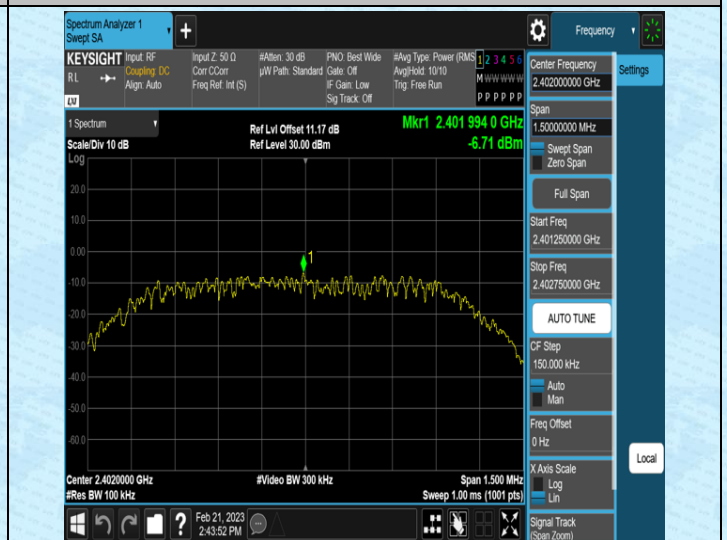 Spectrum Analyzer 1
Swept SA
+
Frequency
KEYSIGHT
RL
Input: RF
Coupling: DC
Align: Auto
Input Z: 50 Ω
Corr CCorr
Freq Ref: Int (S)
#Atten: 30 dB
µW Path: Standard
PNO: Best Wide
Gate: Off
IF Gain: Low
Sig Track: Off
#Avg Type: Power (RMS
Avg|Hold: 10/10
Trig: Free Run
1 2 3 4 5 6
M W W W W W
P P P P P P
LXI
1 Spectrum
Scale/Div 10 dB
Log
Ref Lvl Offset 11.17 dB
Ref Level 30.00 dBm
Mkr1 2.401 994 0 GHz
-6.71 dBm
20.0
10.0
0.00
-10.0
-20.0
-30.0
-40.0
-50.0
-60.0
1
Center 2.4020000 GHz
#Res BW 100 kHz
#Video BW 300 kHz
Span 1.500 MHz
Sweep 1.00 ms (1001 pts)
Center Frequency
2.402000000 GHz
Settings
Span
1.50000000 MHz
Swept Span
Zero Span
Full Span
Start Freq
2.401250000 GHz
Stop Freq
2.402750000 GHz
AUTO TUNE
CF Step
150.000 kHz
Auto
Man
Freq Offset
0 Hz
X Axis Scale
Log
Lin
Local
Signal Track
(Span Zoom)
?
Feb 21, 2023
2:43:52 PM